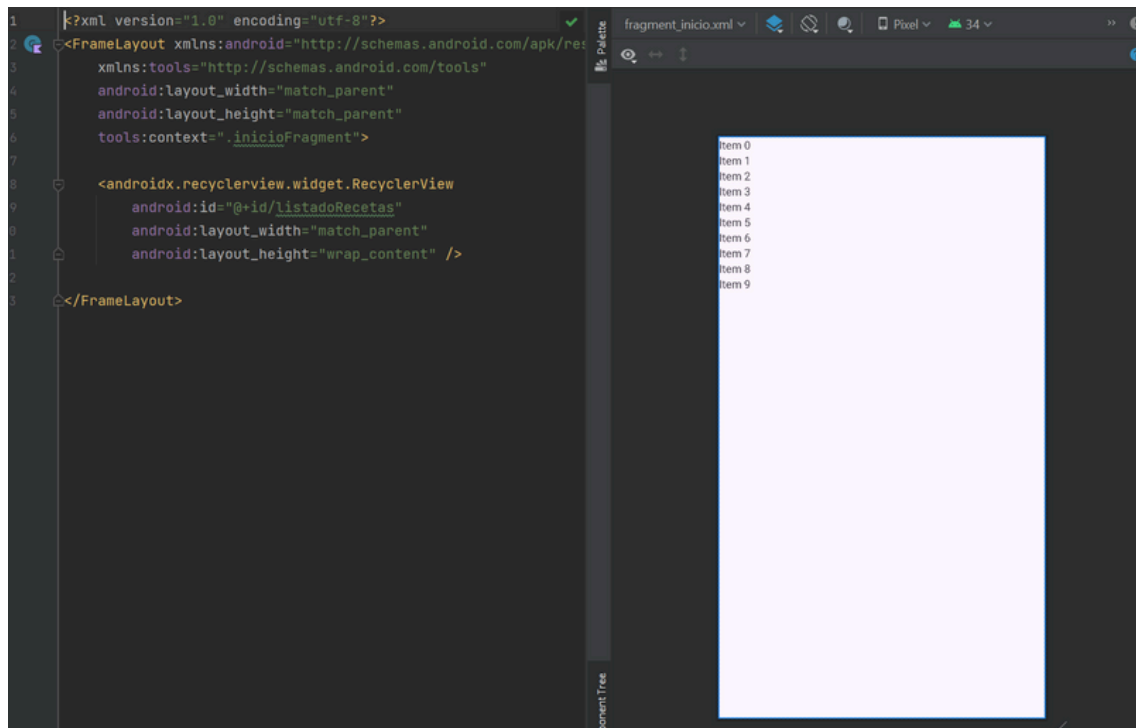 1 <?xml version="1.0" encoding="utf-8"?>
2 <FrameLayout xmlns:android="http://schemas.android.com/apk/res
3 xmlns:tools="http://schemas.android.com/tools"
4 android:layout_width="match_parent"
5 android:layout_height="match_parent"
6 tools:context=".inicioFragment">
7
8 <androidx.recyclerview.widget.RecyclerView
9 android:id="@+id/listadoRecetas"
0 android:layout_width="match_parent"
1 android:layout_height="wrap_content" />
2
3 </FrameLayout>
Palette
ponent Tree
fragment_inicio.xml
Pixel
34
Item 0
Item 1
Item 2
Item 3
Item 4
Item 5
Item 6
Item 7
Item 8
Item 9